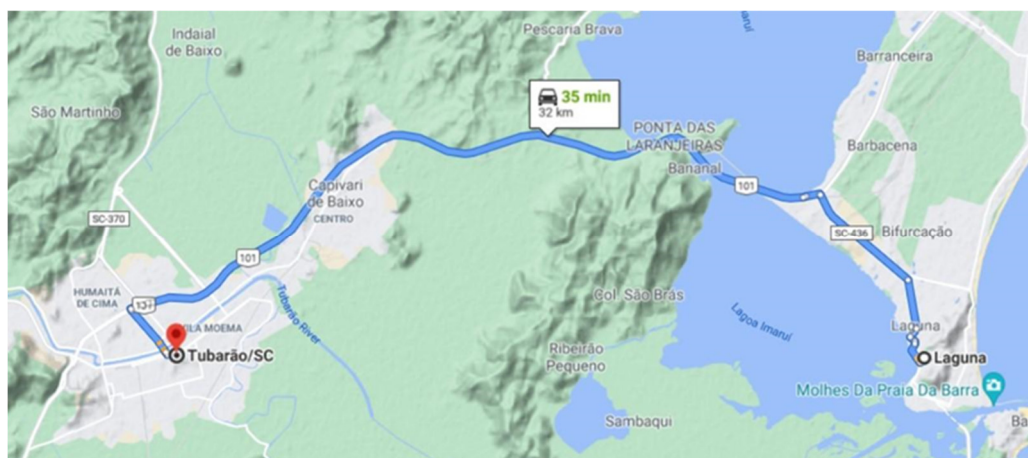 Indaial
de Baixo
Pescaria Brava
Imaruí
Barranceira
São Martinho
35 min
32 km
PONTA DAS
LARANJEIRAS
Bananal
Barbacena
Capivari
de Baixo
CENTRO
101
SC-370
SC-436
Bifurcação
101
HUMAITÁ
DE CIMA
Col. São Brás
Tubarão River
Lagoa Imaruí
Laguna
Tubarão/SC
Laguna
Ribeirão
Pequeno
Molhes Da Praia Da Barra
Sambaqui
Ba